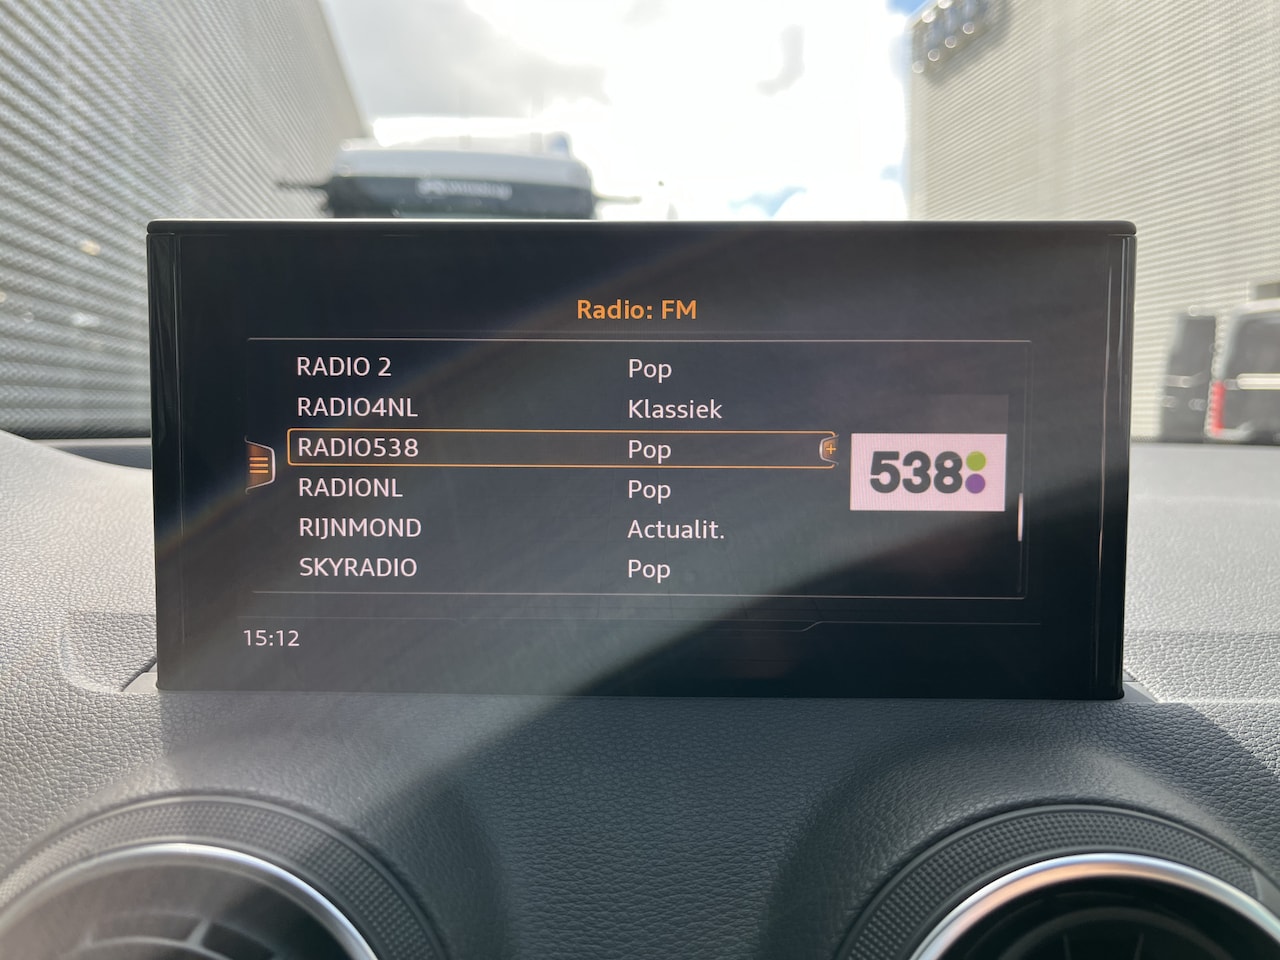 Radio: FM
RADIO 2 Pop
RADIO4NL Klassiek
RADIO538 Pop
538
RADIONL Pop
RIJNMOND Actualit.
SKYRADIO Pop
15:12